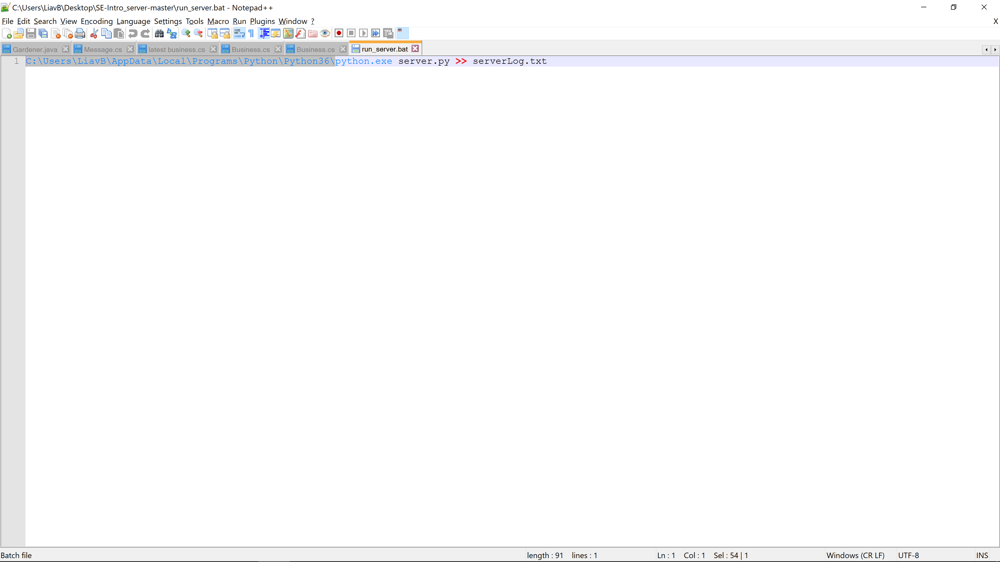 C:\Users\LiavB\Desktop\SE-Intro_server-master\run_server.bat - Notepad++
File Edit Search View Encoding Language Settings Tools Macro Run Plugins Window ?
X
ABC
Gardener.java Message.cs latest business.cs Business.cs Business.cs run_server.bat
1 C:\Users\LiavB\AppData\Local\Programs\Python\Python36\python.exe server.py >> serverLog.txt
Batch file length : 91 lines : 1 Ln : 1 Col : 1 Sel : 54 | 1 Windows (CR LF) UTF-8 INS